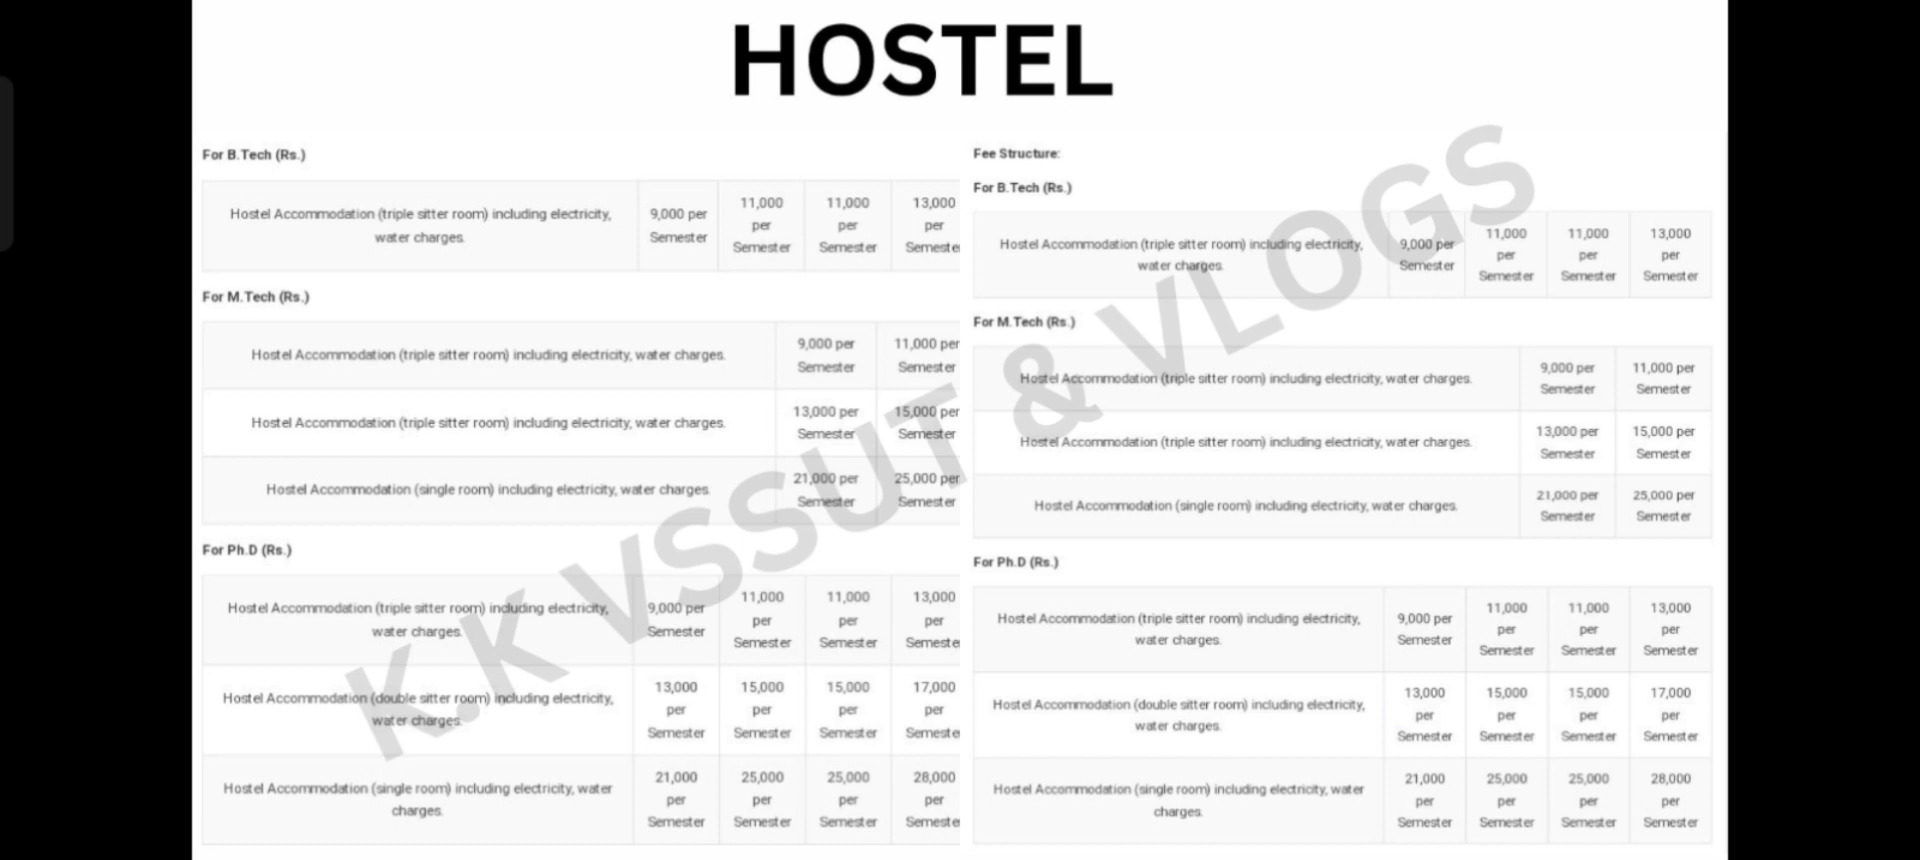 HOSTEL
For B.Tech (Rs.)
Hostel Accommodation (triple sitter room) including electricity,
water charges.
9,000 per
Semester
11,000
per
Semester
11,000
per
Semester
13,000
per
Semeste
For M.Tech (Rs.)
Hostel Accommodation (triple sitter room) including electricity, water charges.
9,000 per
Semester
11,000 per
Semester
Hostel Accommodation (triple sitter room) including electricity, water charges.
13,000 per
Semester
15,000 per
Semester
Hostel Accommodation (single room) including electricity, water charges.
21,000 per
Semester
25,000 per
Semester
For Ph.D (Rs.)
Hostel Accommodation (triple sitter room) including electricity,
water charges.
9,000 per
Semester
11,000
per
Semester
11,000
per
Semester
13,000
per
Semeste
Hostel Accommodation (double sitter room) including electricity,
water charges.
13,000
per
Semester
15,000
per
Semester
15,000
per
Semester
17,000
per
Semeste
Hostel Accommodation (single room) including electricity, water
charges.
21,000
per
Semester
25,000
per
Semester
25,000
per
Semester
28,000
per
Semeste
Fee Structure:
For B.Tech (Rs.)
Hostel Accommodation (triple sitter room) including electricity,
water charges.
9,000 per
Semester
11,000
per
Semester
11,000
per
Semester
13,000
per
Semester
For M.Tech (Rs.)
Hostel Accommodation (triple sitter room) including electricity, water charges.
9,000 per
Semester
11,000 per
Semester
Hostel Accommodation (triple sitter room) including electricity, water charges.
13,000 per
Semester
15,000 per
Semester
Hostel Accommodation (single room) including electricity, water charges.
21,000 per
Semester
25,000 per
Semester
For Ph.D (Rs.)
Hostel Accommodation (triple sitter room) including electricity,
water charges.
9,000 per
Semester
11,000
per
Semester
11,000
per
Semester
13,000
per
Semester
Hostel Accommodation (double sitter room) including electricity,
water charges.
13,000
per
Semester
15,000
per
Semester
15,000
per
Semester
17,000
per
Semester
Hostel Accommodation (single room) including electricity, water
charges.
21,000
per
Semester
25,000
per
Semester
25,000
per
Semester
28,000
per
Semester
K.K VSSUT & VLOGS